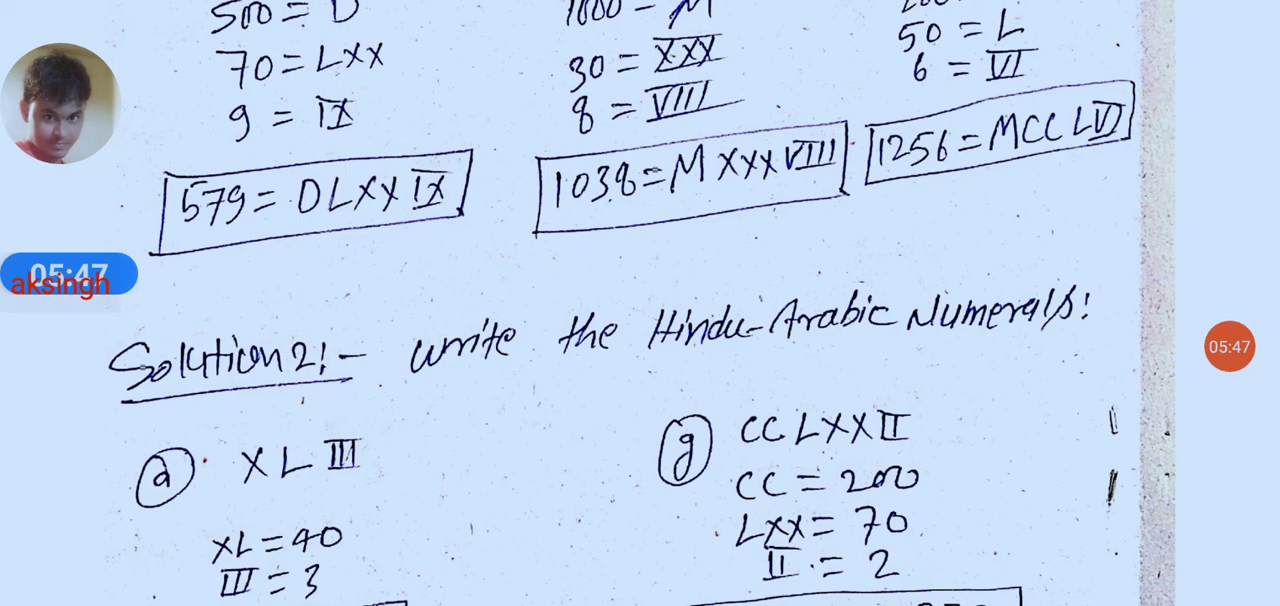 500 = D
70 = LXX
9 = IX
579 = DLXXIX
1000 = M
30 = XXX
8 = VIII
1038 = MXXXVIII
50 = L
6 = VI
1256 = MCCLVI
05:47
aksingh
05:47
Solution 2:- Write the Hindu-Arabic Numerals:
a XLIII
XL = 40
III = 3
g CCLXXII
CC = 200
LXX = 70
II = 2